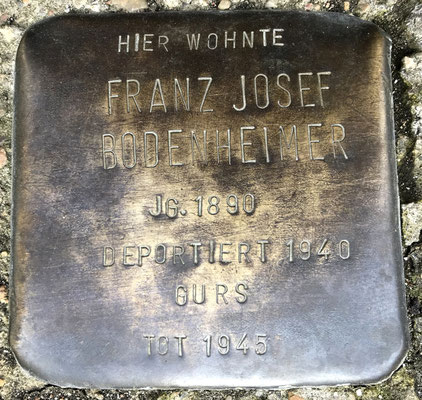 HIER WOHNTE
FRANZ JOSEF
BODENHEIMER
JG. 1890
DEPORTIERT 1940
GURS
TOT 1945